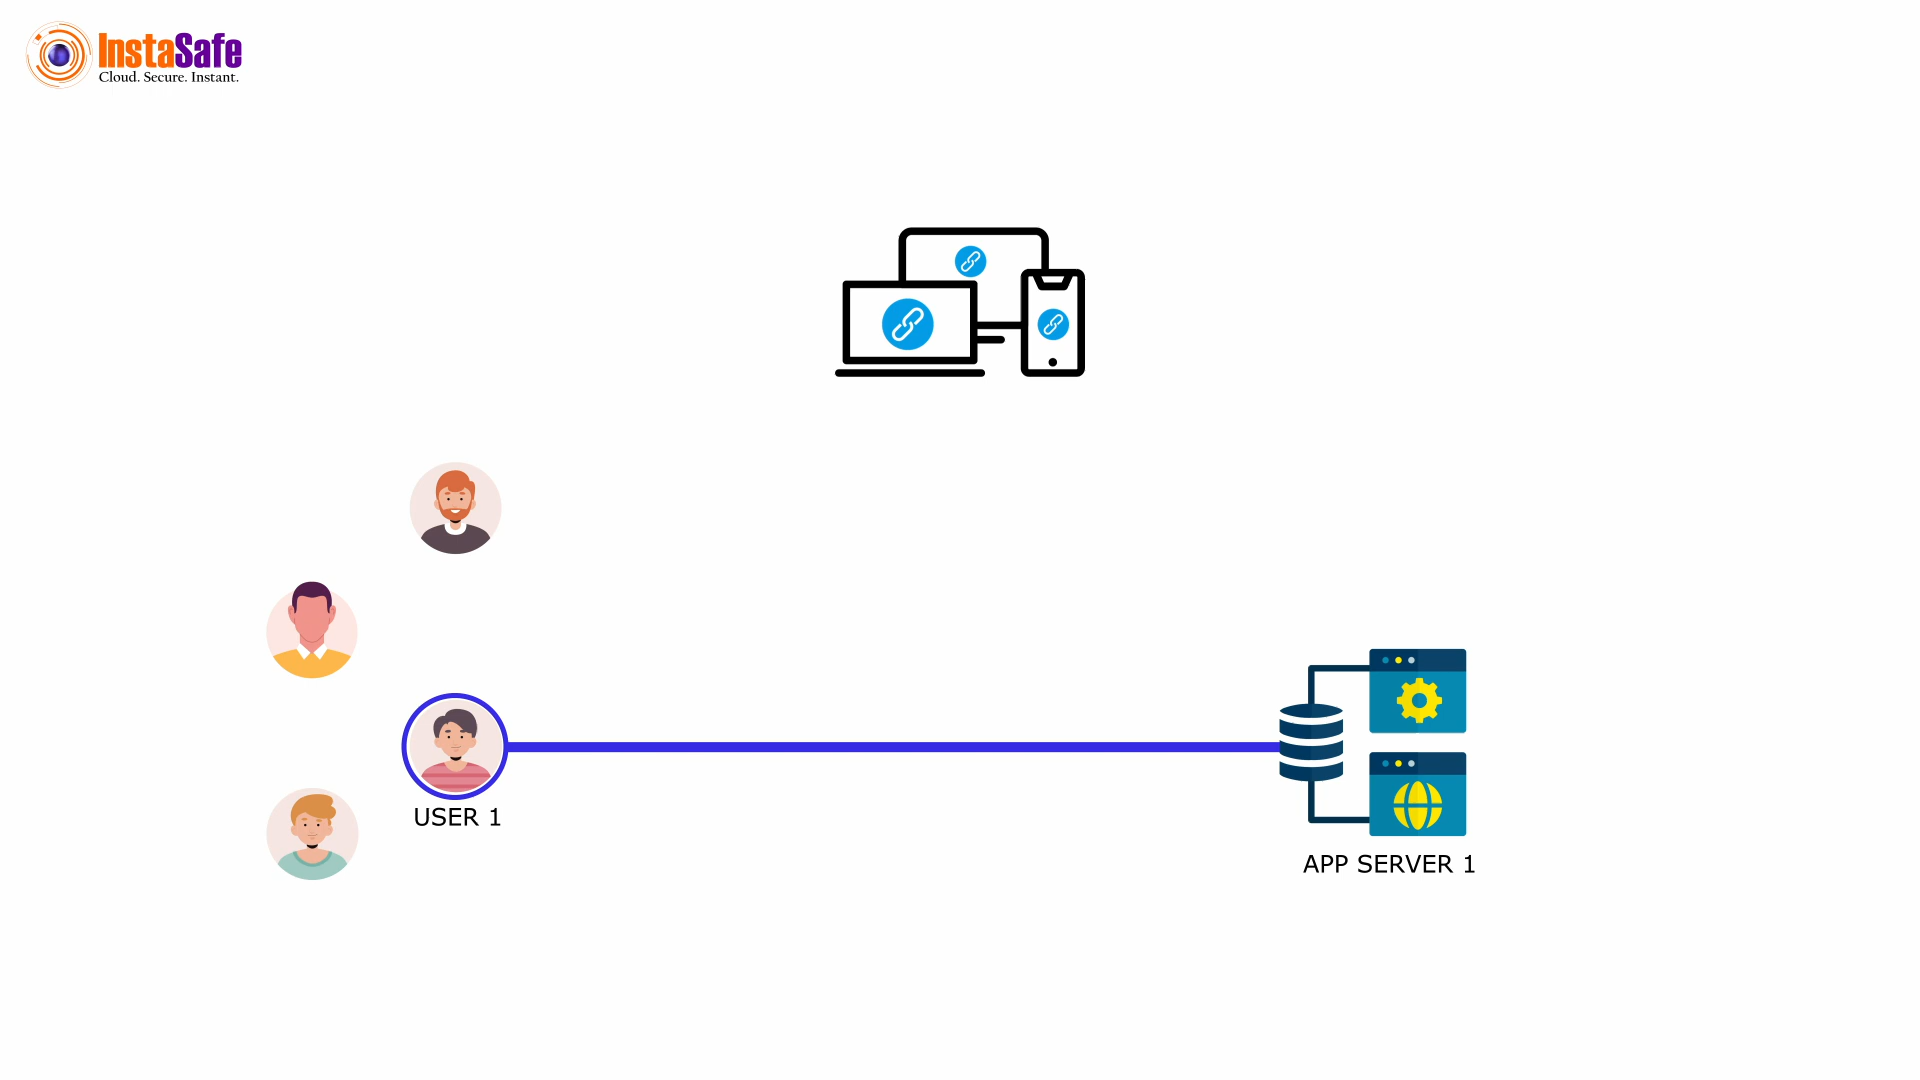 InstaSafe
Cloud. Secure. Instant.
USER 1
APP SERVER 1